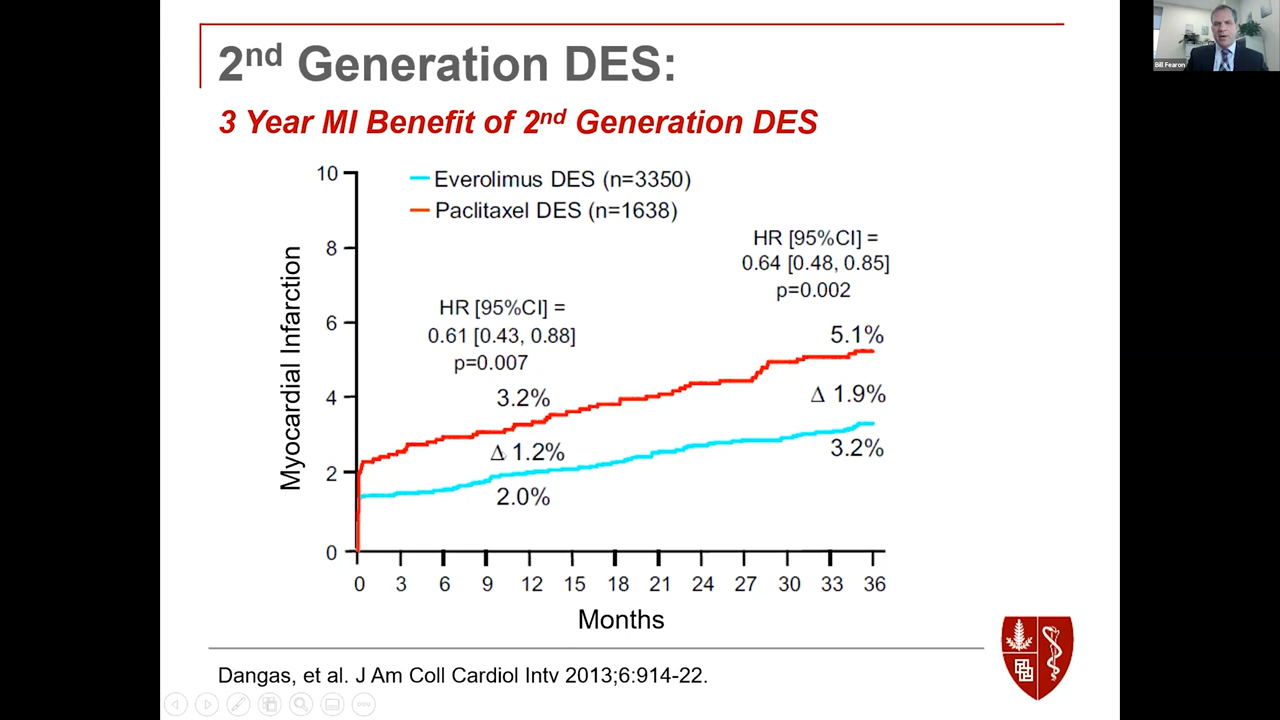 2nd Generation DES:
3 Year MI Benefit of 2nd Generation DES
Bill Fearon
Everolimus DES (n=3350)
Paclitaxel DES (n=1638)
HR [95%CI] =
0.64 [0.48, 0.85]
p=0.002
HR [95%CI] =
0.61 [0.43, 0.88]
p=0.007
5.1%
Δ 1.9%
3.2%
3.2%
Δ 1.2%
2.0%
Myocardial Infarction
10
8
6
4
2
0
0 3 6 9 12 15 18 21 24 27 30 33 36
Months
Dangas, et al. J Am Coll Cardiol Intv 2013;6:914-22.